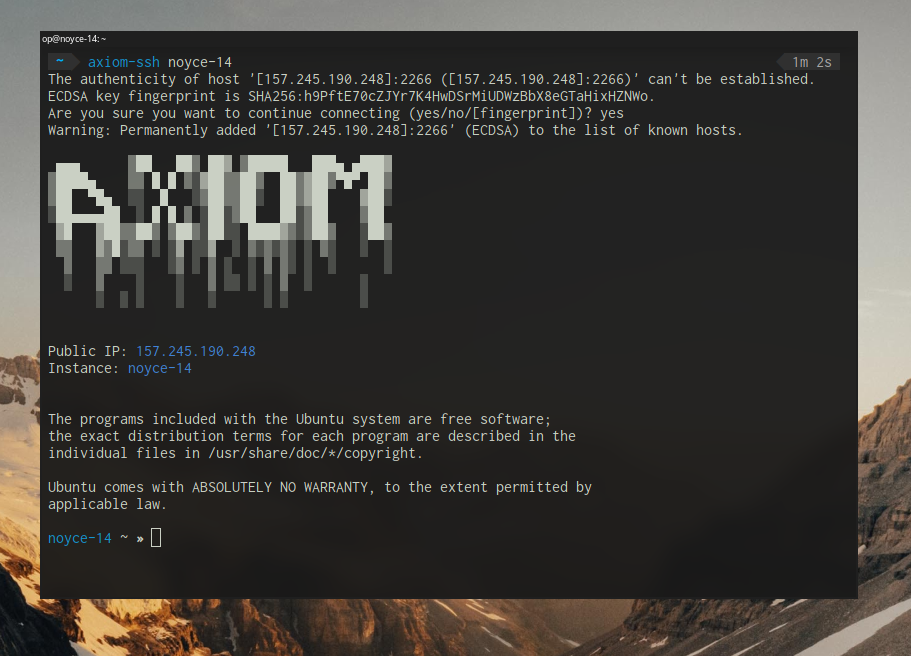 op@noyce-14:~
~ axiom-ssh noyce-14 1m 2s
The authenticity of host '[157.245.190.248]:2266 ([157.245.190.248]:2266)' can't be established.
ECDSA key fingerprint is SHA256:h9PftE70cZJYr7K4HwDSrMiUDWzBbX8eGTaHixHZNWo.
Are you sure you want to continue connecting (yes/no/[fingerprint])? yes
Warning: Permanently added '[157.245.190.248]:2266' (ECDSA) to the list of known hosts.
AXIOM
Public IP: 157.245.190.248
Instance: noyce-14
The programs included with the Ubuntu system are free software;
the exact distribution terms for each program are described in the
individual files in /usr/share/doc/*/copyright.
Ubuntu comes with ABSOLUTELY NO WARRANTY, to the extent permitted by
applicable law.
noyce-14 ~ »